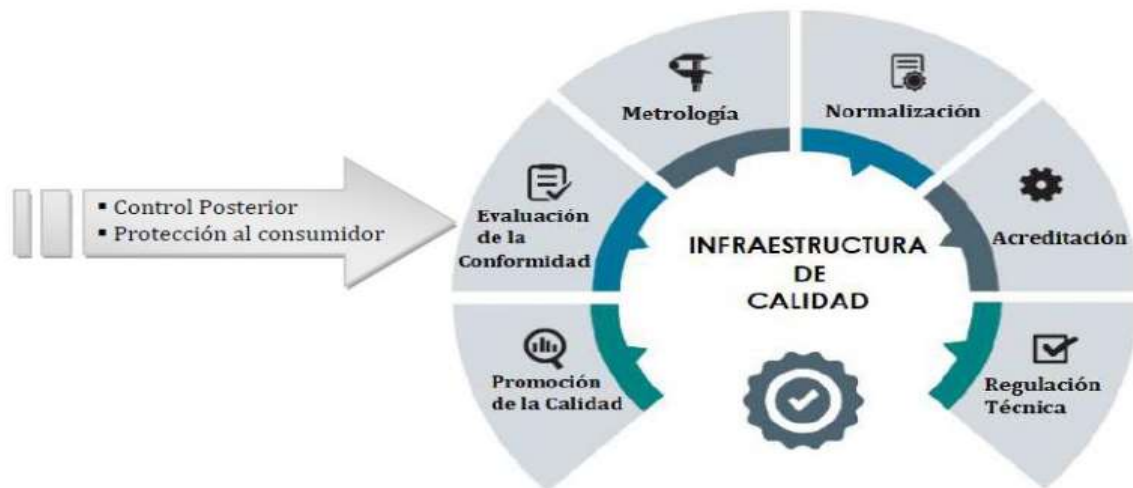 Metrología
Normalización
▪ Control Posterior
▪ Protección al consumidor
Evaluación
de la
Conformidad
Acreditación
INFRAESTRUCTURA
DE
CALIDAD
Promoción
de la Calidad
Regulación
Técnica